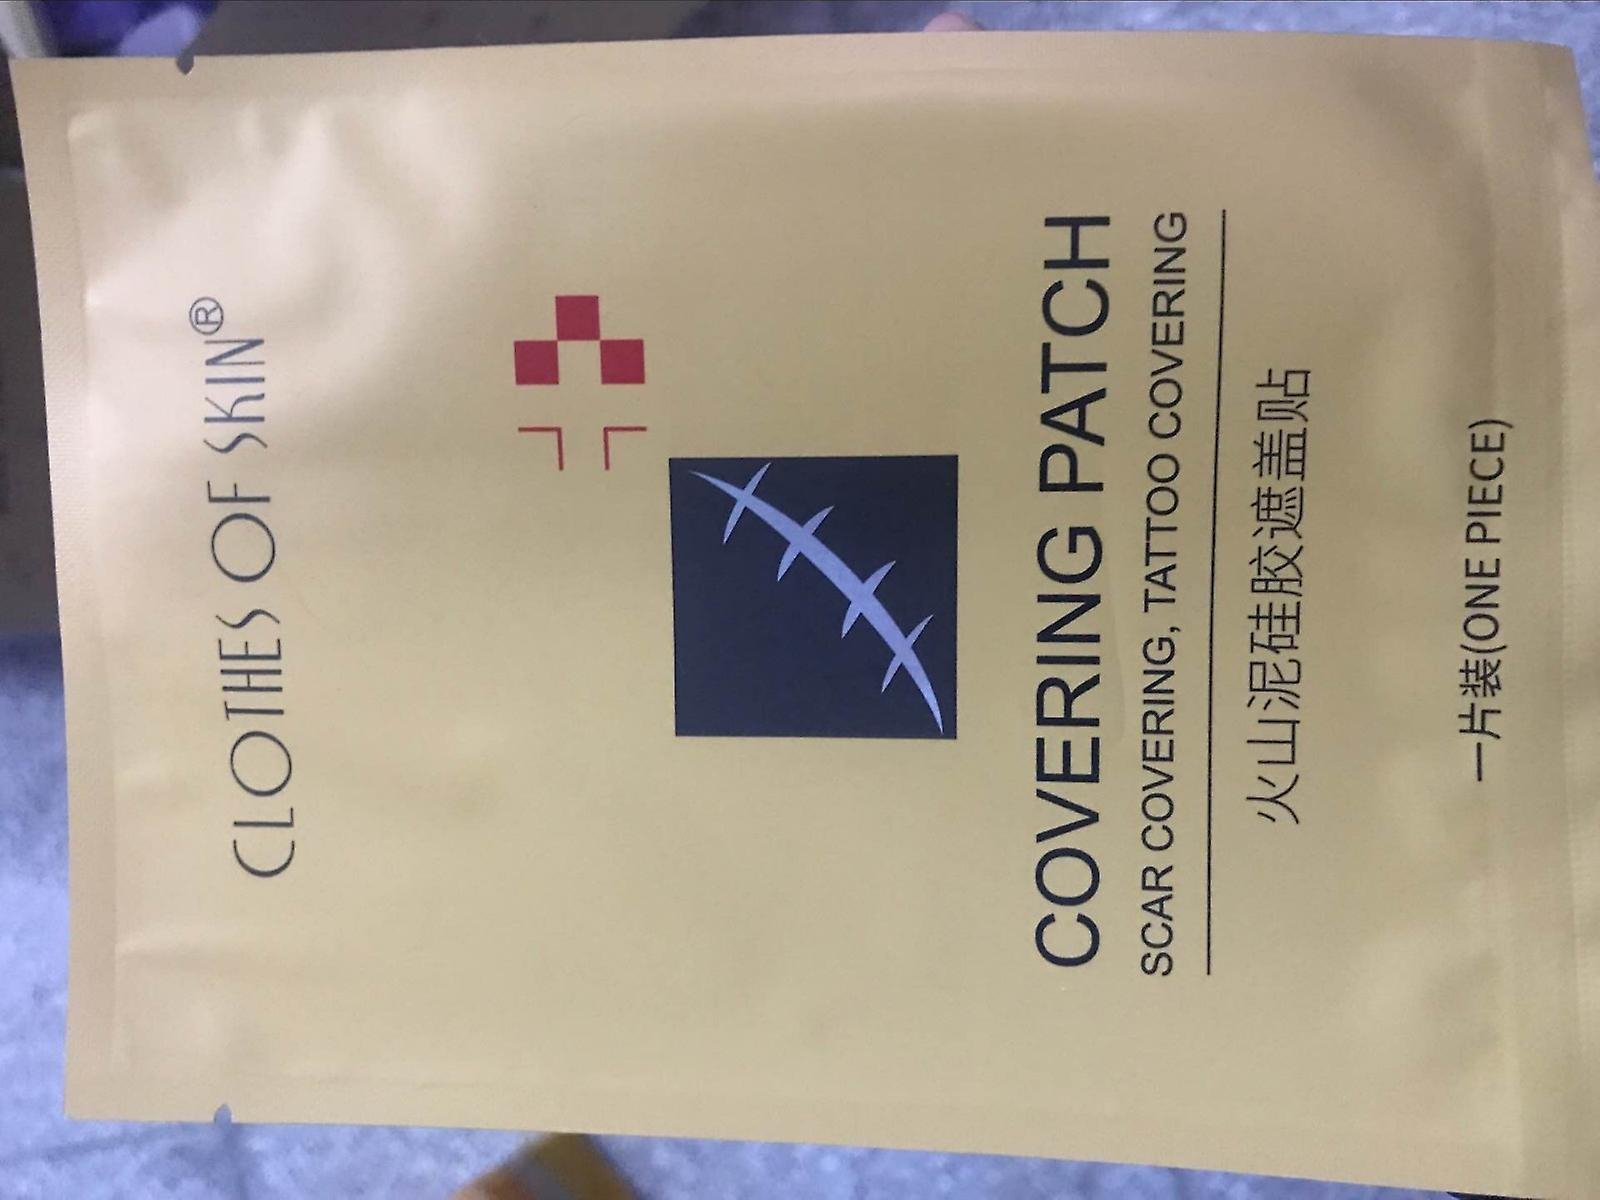 CLOTHES OF SKIN®
COVERING PATCH
SCAR COVERING, TATTOO COVERING
火山泥硅胶遮盖贴
一片装(ONE PIECE)